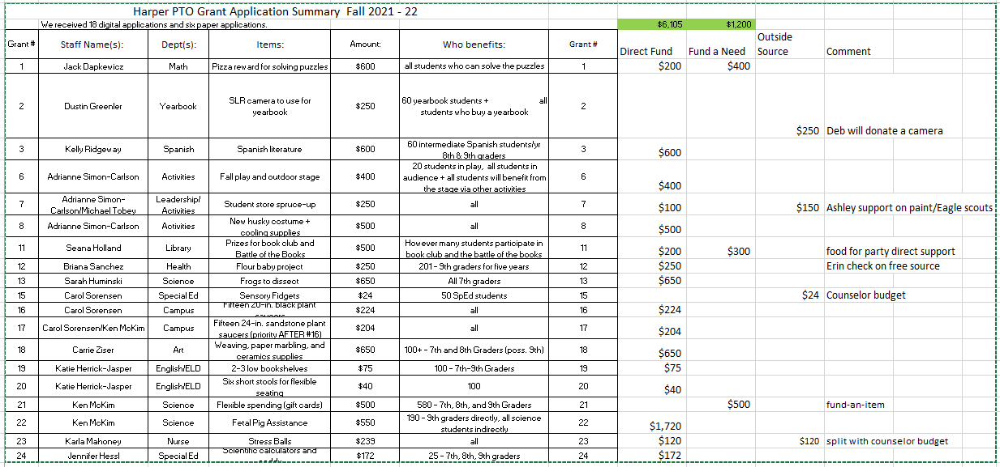 Harper PTO Grant Application Summary Fall 2021 - 22
We received 18 digital applications and six paper applications. $6,105 $1,200
Grant # Staff Name(s): Dept(s): Items: Amount: Who benefits: Grant # Direct Fund Fund a Need Outside Source Comment
1 Jack Dapkewicz Math Pizza reward for solving puzzles $600 all students who can solve the puzzles 1 $200 $400
2 Dustin Greenler Yearbook SLR camera to use for yearbook $250 60 yearbook students + all students who buy a yearbook 2 $250 Deb will donate a camera
3 Kelly Ridgeway Spanish Spanish literature $600 60 intermediate Spanish students/yr 8th & 9th graders 3 $600
6 Adrianne Simon-Carlson Activities Fall play and outdoor stage $400 20 students in play, all students in audience + all students will benefit from the stage via other activities 6 $400
7 Adrianne Simon-Carlson/Michael Tobey Leadership/ Activities Student store spruce-up $250 all 7 $100 $150 Ashley support on paint/Eagle scouts
8 Adrianne Simon-Carlson Activities New husky costume + cooling supplies $500 all 8 $500
11 Seana Holland Library Prizes for book club and Battle of the Books $500 However many students participate in book club and the battle of the books 11 $200 $300 food for party direct support
12 Briana Sanchez Health Flour baby project $250 201 - 9th graders for five years 12 $250 Erin check on free source
13 Sarah Huminski Science Frogs to dissect $650 All 7th graders 13 $650
15 Carol Sorensen Special Ed Sensory Fidgets $24 50 SpEd students 15 $24 Counselor budget
16 Carol Sorensen Campus Fifteen 20-in. black plant saucers $224 all 16 $224
17 Carol Sorensen/Ken McKim Campus Fifteen 24-in. sandstone plant saucers (priority AFTER #16) $204 all 17 $204
18 Carrie Ziser Art Weaving, paper marbling, and ceramics supplies $650 100+ - 7th and 8th Graders (poss. 9th) 18 $650
19 Katie Herrick-Jasper English/ELD 2-3 low bookshelves $75 100 - 7th-9th Graders 19 $75
20 Katie Herrick-Jasper English/ELD Six short stools for flexible seating $40 100 20 $40
21 Ken McKim Science Flexible spending (gift cards) $500 580 - 7th, 8th, and 9th Graders 21 $500 fund-an-item
22 Ken McKim Science Fetal Pig Assistance $550 190 - 9th graders directly, all science students indirectly 22 $1,720
23 Karla Mahoney Nurse Stress Balls $239 all 23 $120 $120 split with counselor budget
24 Jennifer Hessl Special Ed Scientific calculators and $172 25 - 7th, 8th, 9th graders 24 $172